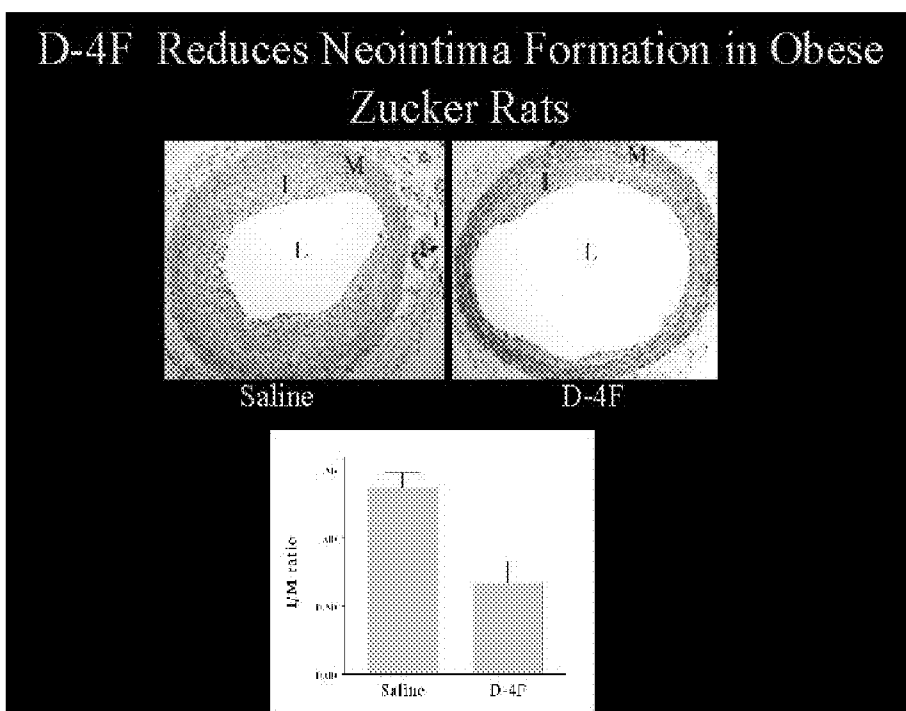 D-4F Reduces Neointima Formation in Obese
Zucker Rats
M
I
L
M
I
L
Saline
D-4F
I/M ratio
Saline
D-4F